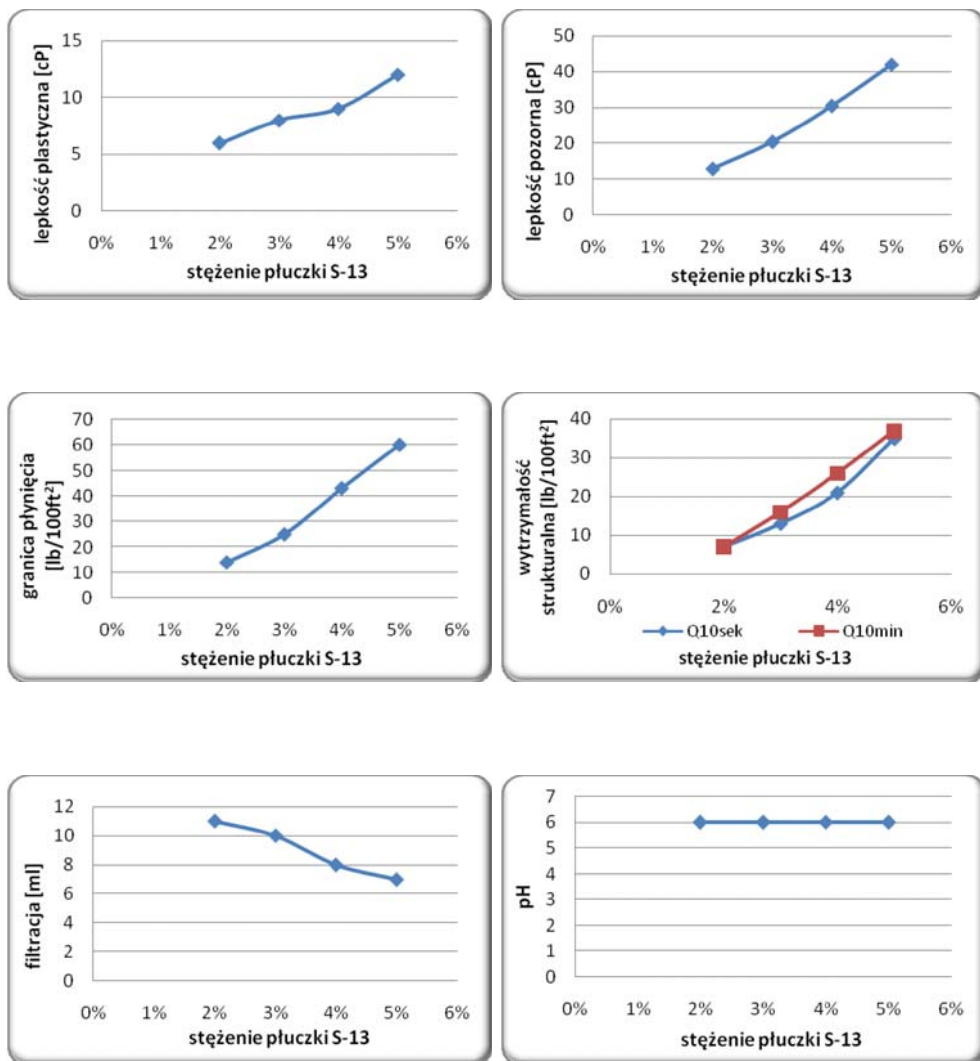 15
10
5
0
lepkość plastyczna [cP]
0% 1% 2% 3% 4% 5% 6%
stężenie płuczki S-13
50
40
30
20
10
0
lepkość pozorna [cP]
0% 1% 2% 3% 4% 5% 6%
stężenie płuczki S-13
70
60
50
40
30
20
10
0
granica płynięcia
[lb/100ft²]
0% 1% 2% 3% 4% 5% 6%
stężenie płuczki S-13
40
30
20
10
0
wytrzymałość
strukturalna [lb/100ft²]
0% 2% 4% 6%
Q10sek Q10min
stężenie płuczki S-13
12
10
8
6
4
2
0
filtracja [ml]
0% 1% 2% 3% 4% 5% 6%
stężenie płuczki S-13
7
6
5
4
3
2
1
0
pH
0% 1% 2% 3% 4% 5% 6%
stężenie płuczki S-13